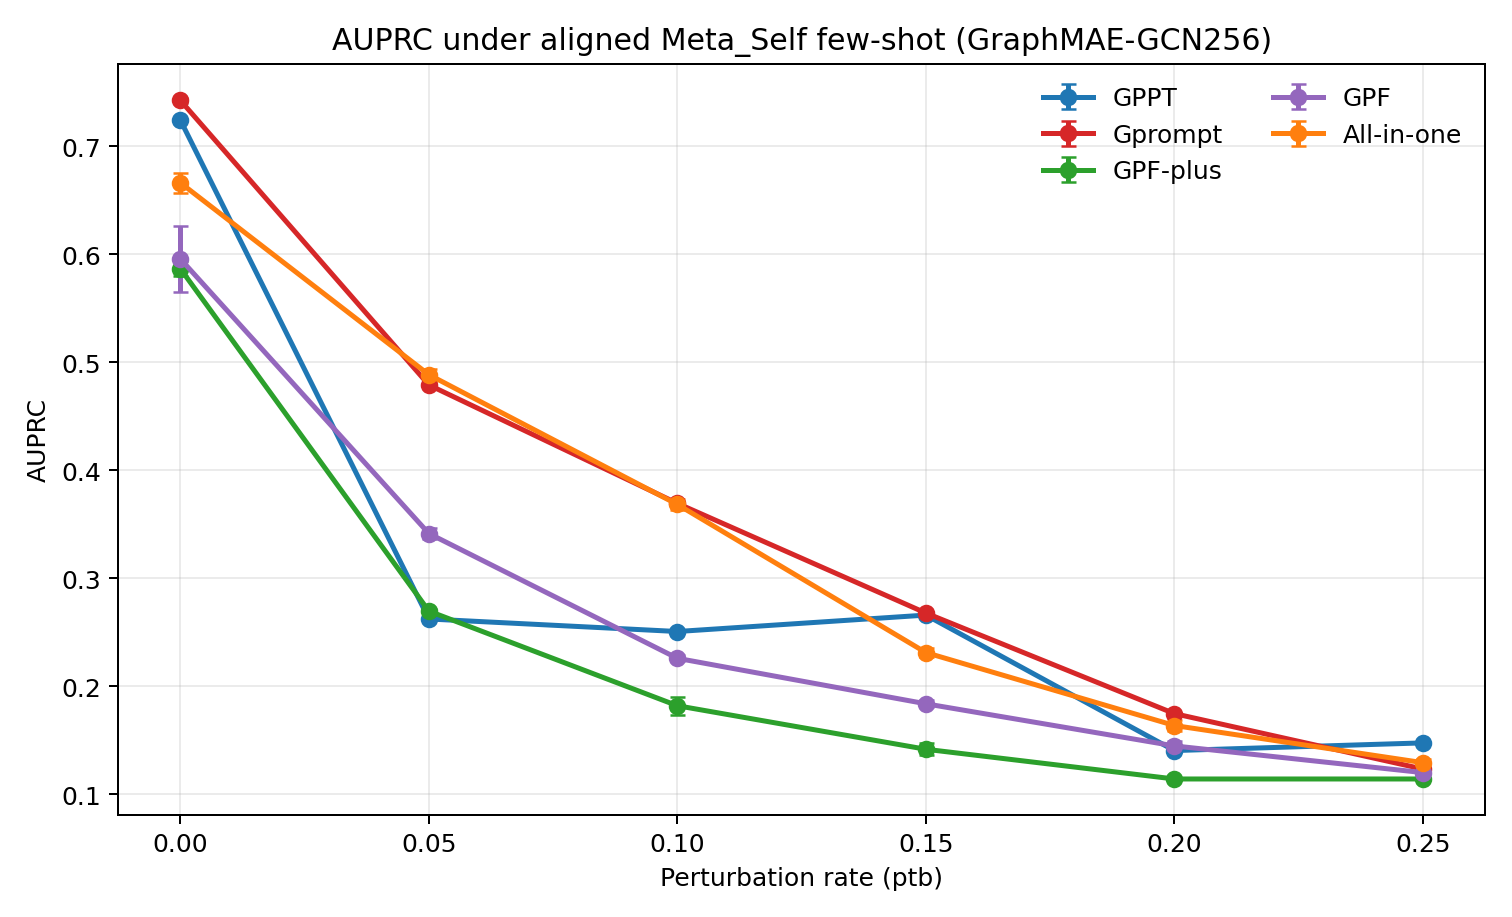 AUPRC under aligned Meta_Self few-shot (GraphMAE-GCN256)
GPPT
Gprompt
GPF-plus
GPF
All-in-one
AUPRC
0.7
0.6
0.5
0.4
0.3
0.2
0.1
0.00 0.05 0.10 0.15 0.20 0.25
Perturbation rate (ptb)